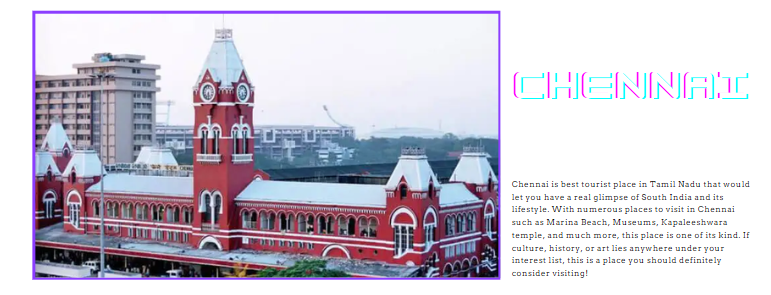 CHENNAI
Chennai is best tourist place in Tamil Nadu that would
let you have a real glimpse of South India and its
lifestyle. With numerous places to visit in Chennai
such as Marina Beach, Museums, Kapaleeshwara
temple, and much more, this place is one of its kind. If
culture, history, or art lies anywhere under your
interest list, this is a place you should definitely
consider visiting!